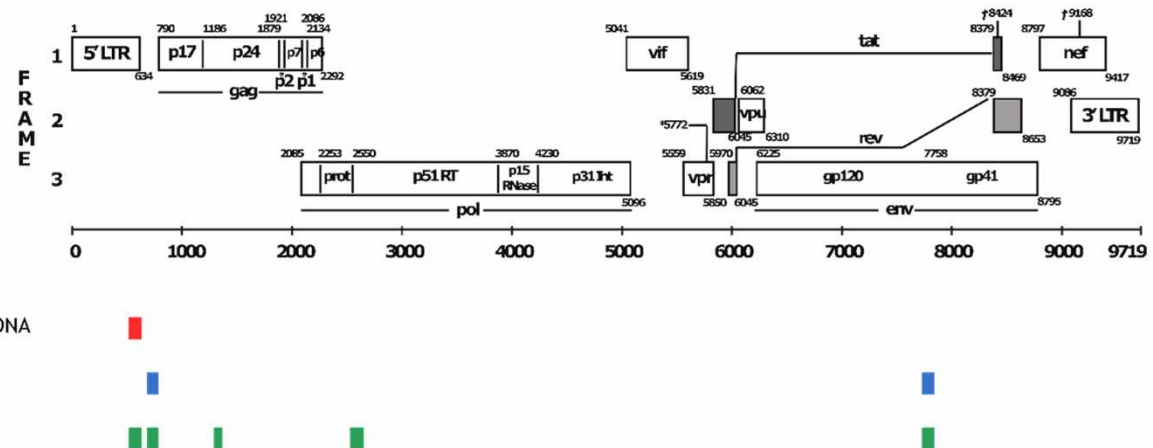 1 790 1186 1921 1879 2086 2134 5041 8379 †8424 8797 †9168
1 5' LTR p17 p24 p7 p6 vif tat nef
634 p2 p1 2292 5619 8469 9417
gag
FRAME
5831 6062 8379 9086
2 vpu 3' LTR
*5772 6045 6310 rev 8653 9719
2085 2253 2550 3870 4230 5559 5970 6225 7758
3 prot p51 RT p15 RNase p31 Int vpr gp120 gp41
5096 5850 6045 8795
pol env
0 1000 2000 3000 4000 5000 6000 7000 8000 9000 9719
DNA